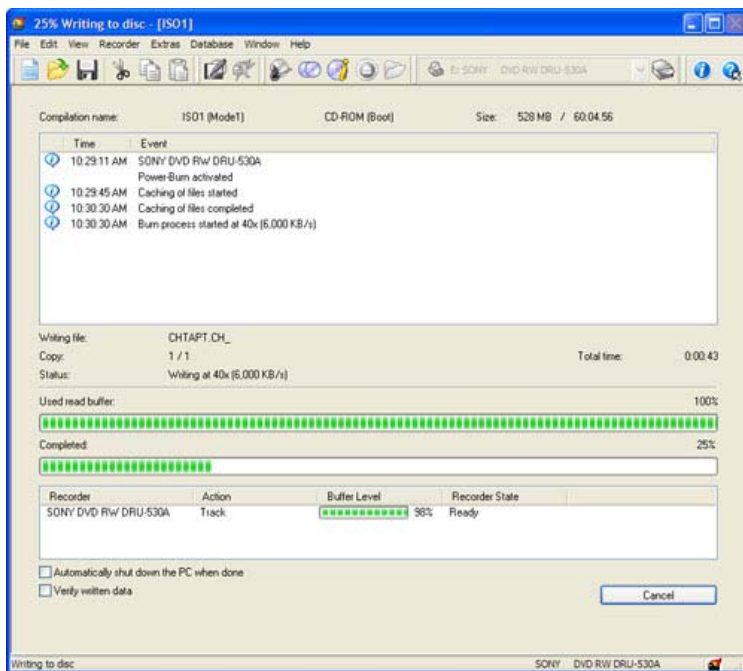 25% Writing to disc - [ISO1]
File Edit View Recorder Extras Database Window Help
E: SONY DVD RW DRU-530A
Compilation name: ISO1 (Mode1) CD-ROM (Boot) Size: 528 MB / 60:04.56
Time Event
10:29:11 AM SONY DVD RW DRU-530A
Power-Burn activated
10:29:45 AM Caching of files started
10:30:30 AM Caching of files completed
10:30:30 AM Burn process started at 40x (6,000 KB/s)
Writing file: CHTAPT.CH_
Copy: 1 / 1 Total time: 0:00:43
Status: Writing at 40x (6,000 KB/s)
Used read buffer: 100%
Completed: 25%
Recorder Action Buffer Level Recorder State
SONY DVD RW DRU-530A Track 98% Ready
Automatically shut down the PC when done
Verify written data
Cancel
Writing to disc SONY DVD RW DRU-530A